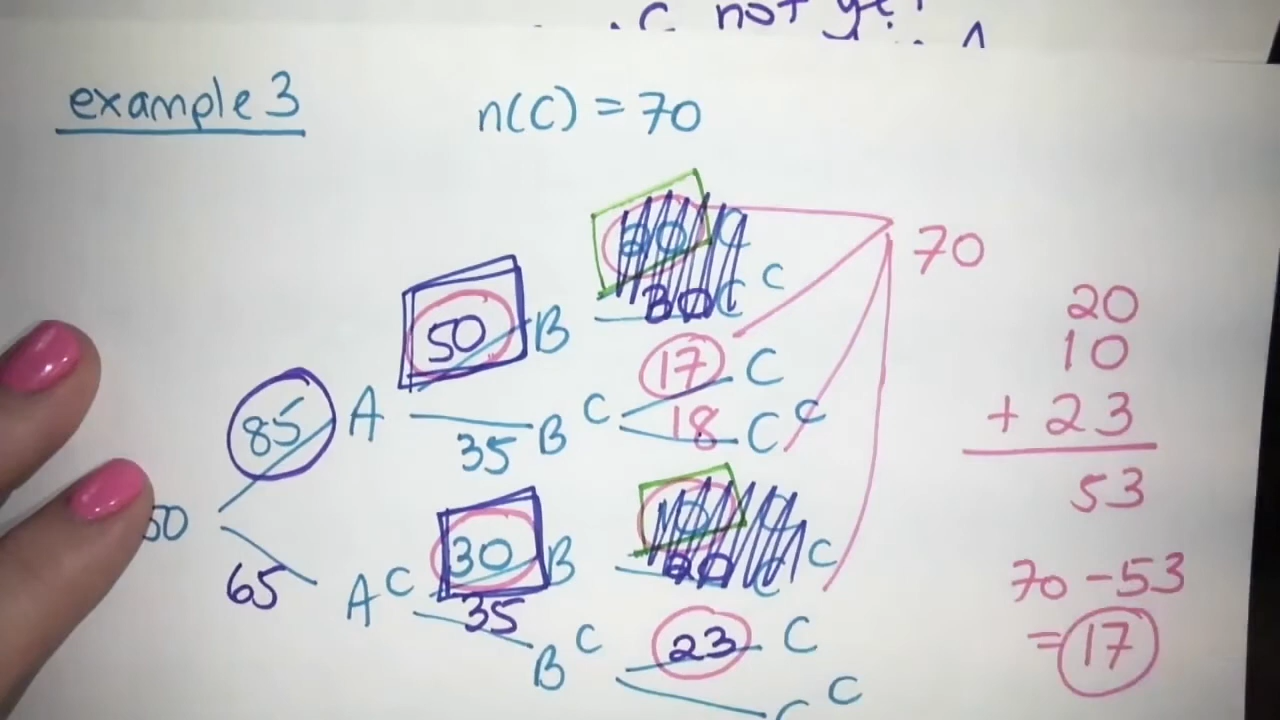 not yet
example 3
n(C) = 70
C
70
50 B
20
17 C
10
85 A
C
+ 23
35 B
18 C C
53
30 B
C
70 - 53
65
A C
35
= 17
23 C
B C
C C